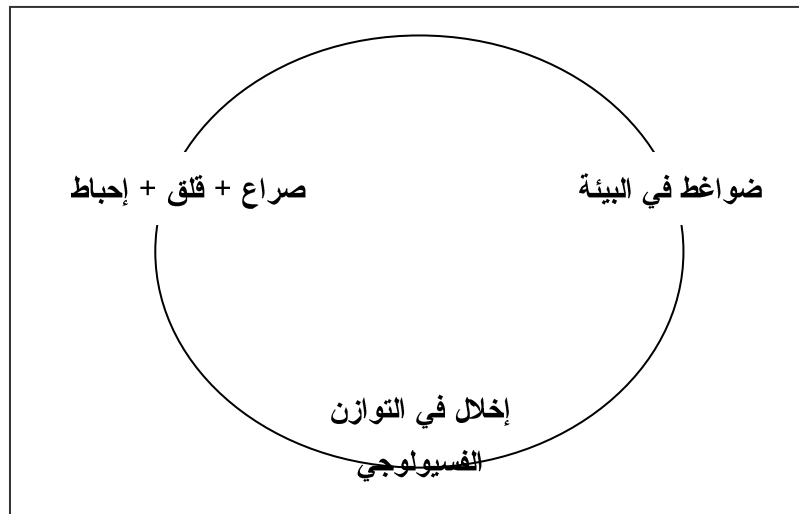 ضواغط في البيئة
صراع + قلق + إحباط
إخلال في التوازن
الفسيولوجي